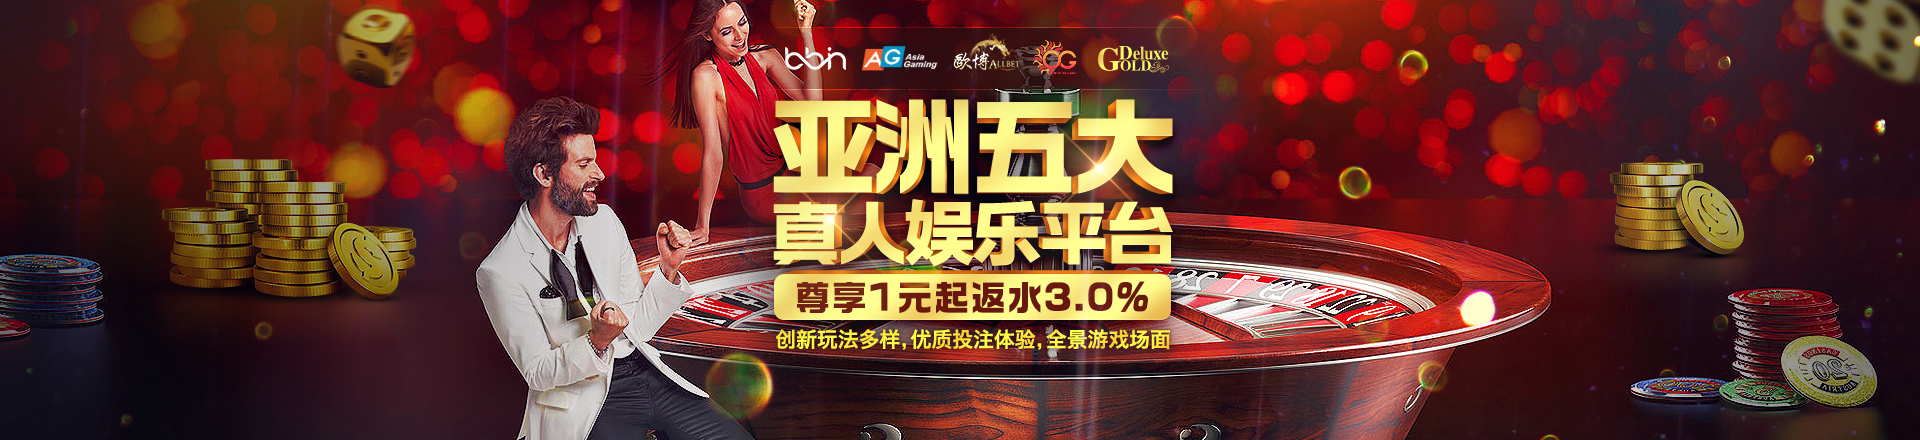 bbin AG Asia Gaming 歐博 ALLBET OG Deluxe GOLD
亚洲五大
真人娱乐平台
尊享1元起返水3.0%
创新玩法多样, 优质投注体验, 全景游戏场面
20